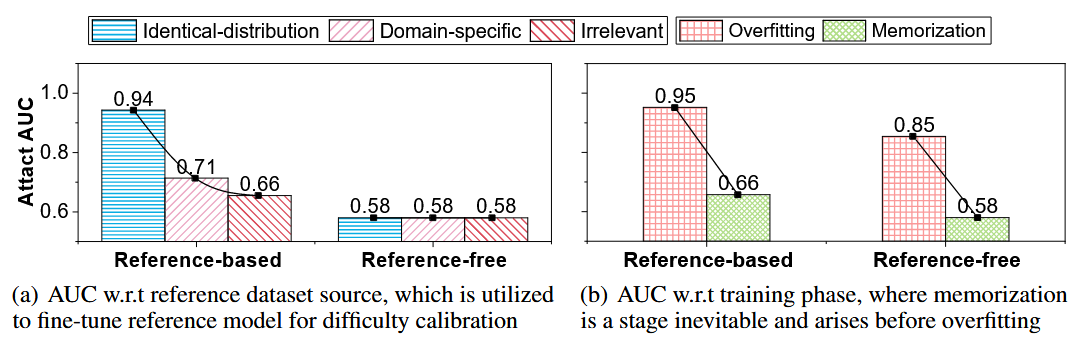 Identical-distribution Domain-specific Irrelevant Overfitting Memorization
Attact AUC
1.0
0.8
0.6
0.94
0.71
0.66
0.58 0.58 0.58
Reference-based Reference-free
0.95
0.66
0.85
0.58
Reference-based Reference-free
(a) AUC w.r.t reference dataset source, which is utilized
to fine-tune reference model for difficulty calibration
(b) AUC w.r.t training phase, where memorization
is a stage inevitable and arises before overfitting